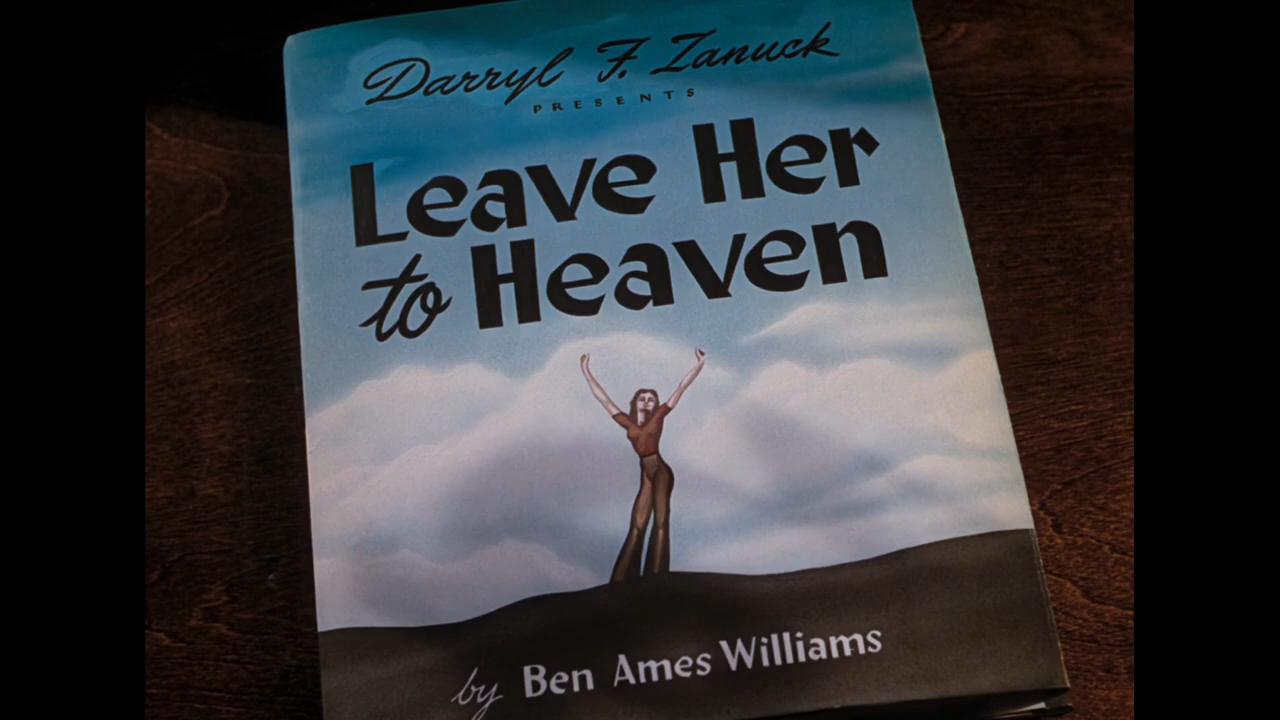 Darryl F. Zanuck
PRESENTS
Leave Her
to Heaven
by Ben Ames Williams